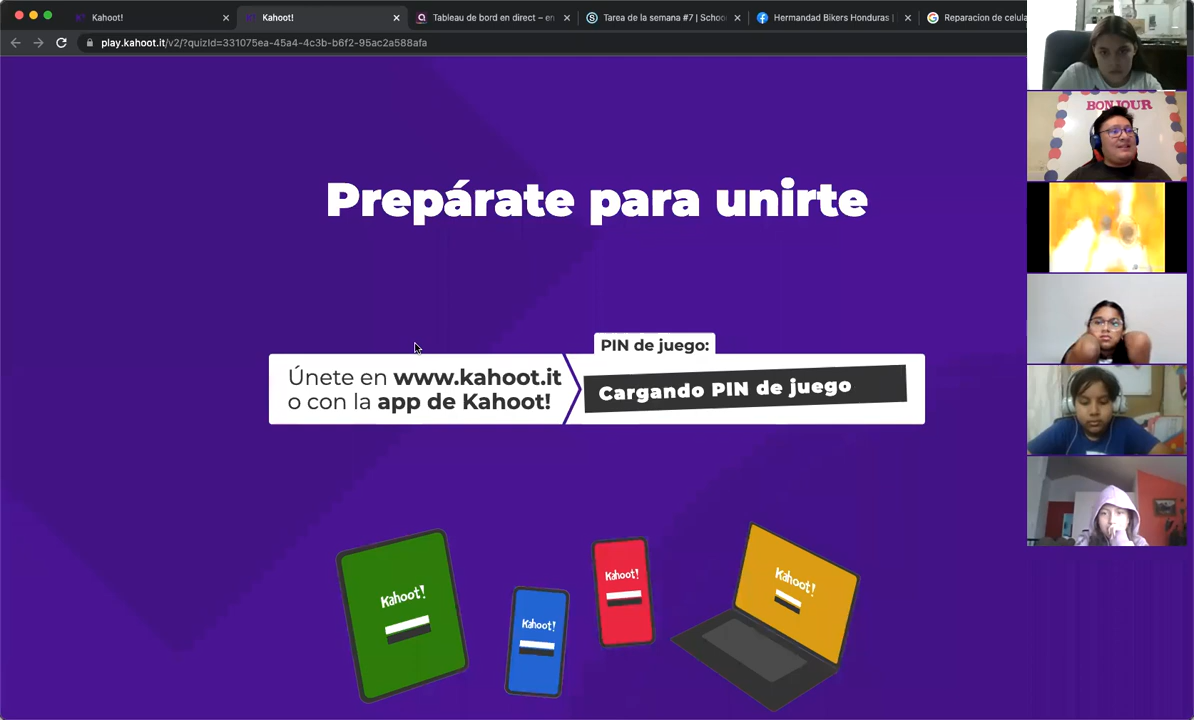 Kahoot!
Kahoot!
Tableau de bord en direct – en
Tarea de la semana #7 | Schoo
Hermandad Bikers Honduras |
Reparacion de celula
play.kahoot.it/v2/?quizId=331075ea-45a4-4c3b-b6f2-95ac2a588afa
BONJOUR
Prepárate para unirte
PIN de juego:
Únete en www.kahoot.it
o con la app de Kahoot!
Cargando PIN de juego
Kahoot!
Kahoot!
Kahoot!
Kahoot!